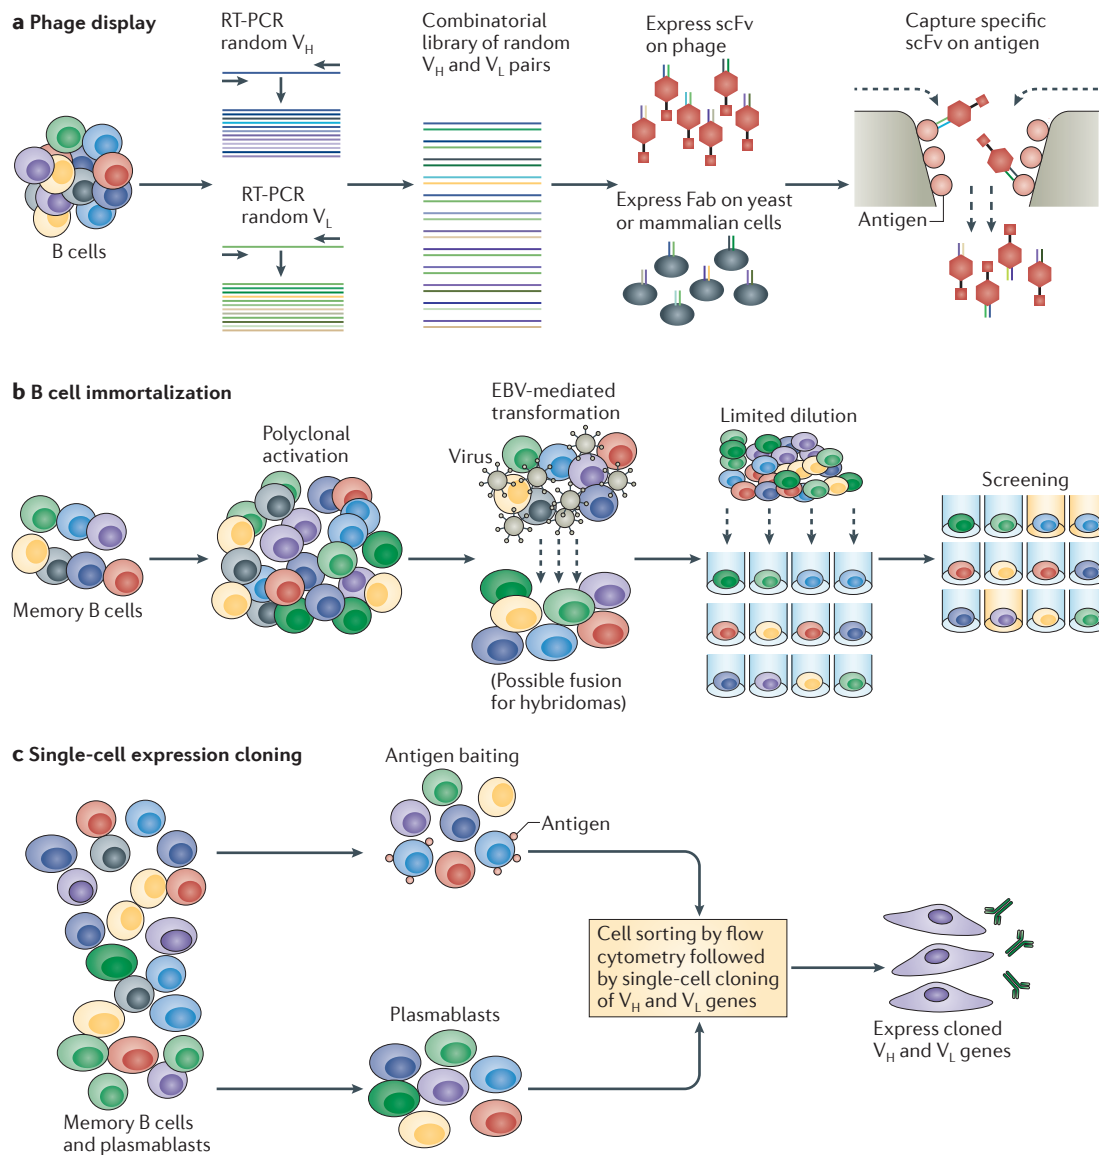 a Phage display
RT-PCR
random VH
Combinatorial
library of random
VH and VL pairs
Express scFv
on phage
Capture specific
scFv on antigen
B cells
RT-PCR
random VL
Express Fab on yeast
or mammalian cells
Antigen
b B cell immortalization
Memory B cells
Polyclonal
activation
EBV-mediated
transformation
Virus
(Possible fusion
for hybridomas)
Limited dilution
Screening
c Single-cell expression cloning
Memory B cells
and plasmablasts
Antigen baiting
Antigen
Plasmablasts
Cell sorting by flow
cytometry followed
by single-cell cloning
of VH and VL genes
Express cloned
VH and VL genes